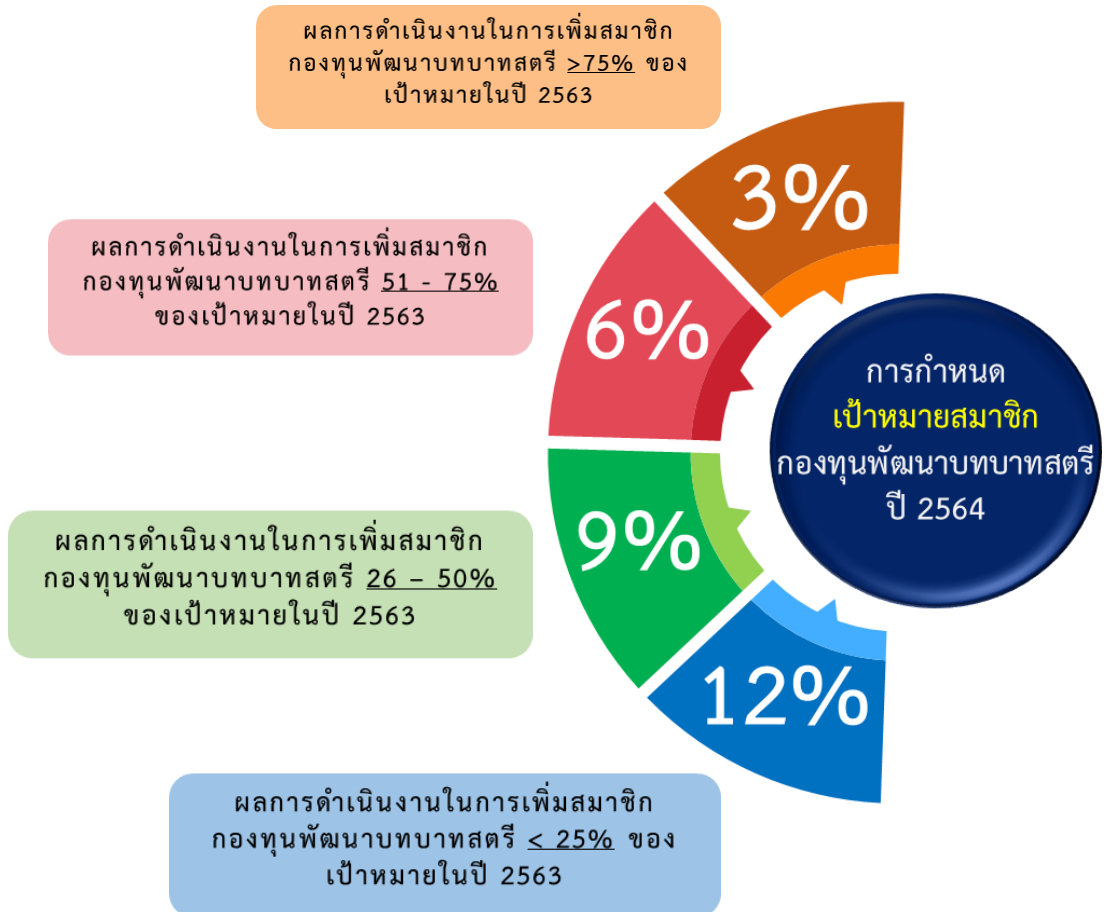 ผลการดำเนินงานในการเพิ่มสมาชิก
กองทุนพัฒนาบทบาทสตรี >75% ของ
เป้าหมายในปี 2563
3%
ผลการดำเนินงานในการเพิ่มสมาชิก
กองทุนพัฒนาบทบาทสตรี 51 - 75%
ของเป้าหมายในปี 2563
6%
การกำหนด
เป้าหมายสมาชิก
กองทุนพัฒนาบทบาทสตรี
ปี 2564
ผลการดำเนินงานในการเพิ่มสมาชิก
กองทุนพัฒนาบทบาทสตรี 26 – 50%
ของเป้าหมายในปี 2563
9%
12%
ผลการดำเนินงานในการเพิ่มสมาชิก
กองทุนพัฒนาบทบาทสตรี < 25% ของ
เป้าหมายในปี 2563